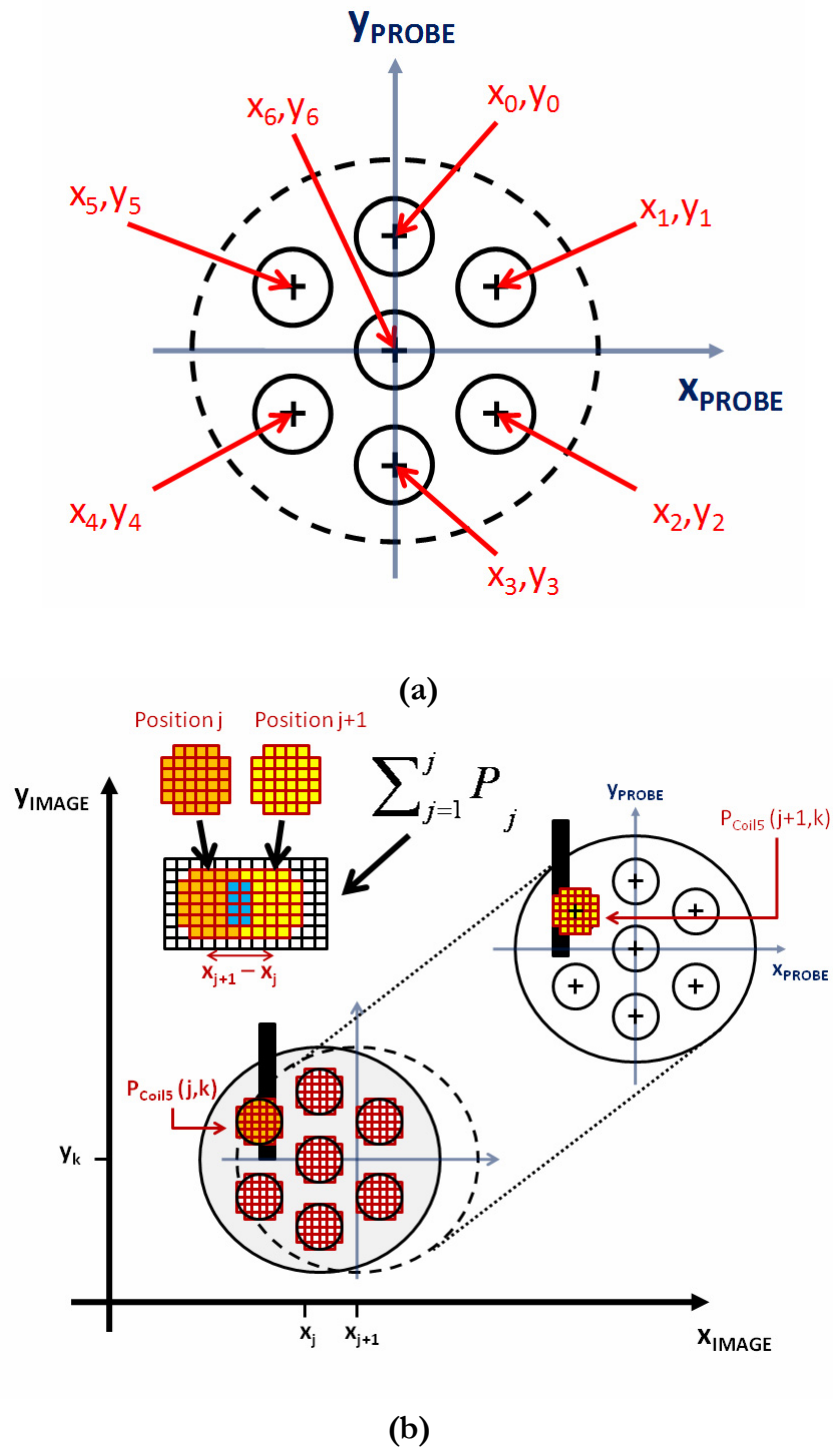 yPROBE
x6,y6
x0,y0
x5,y5
x1,y1
xPROBE
x4,y4
x2,y2
x3,y3
(a)
Position j Position j+1
yIMAGE
∑ j j=1 P j
yPROBE
PCoil5 (j+1,k)
xj+1 – xj
xPROBE
PCoil5 (j,k)
yk
xj xj+1
xIMAGE
(b)